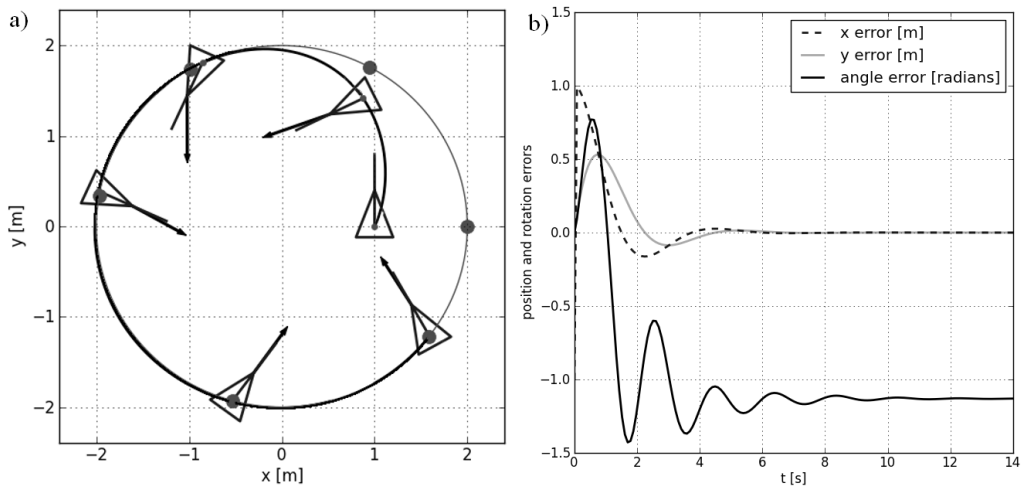 a)
y [m]
2
1
0
−1
−2
−2
−1
0
1
2
x [m]
b)
position and rotation errors
1.5
1.0
0.5
0.0
−0.5
−1.0
−1.5
x error [m]
y error [m]
angle error [radians]
0
2
4
6
8
10
12
14
t [s]